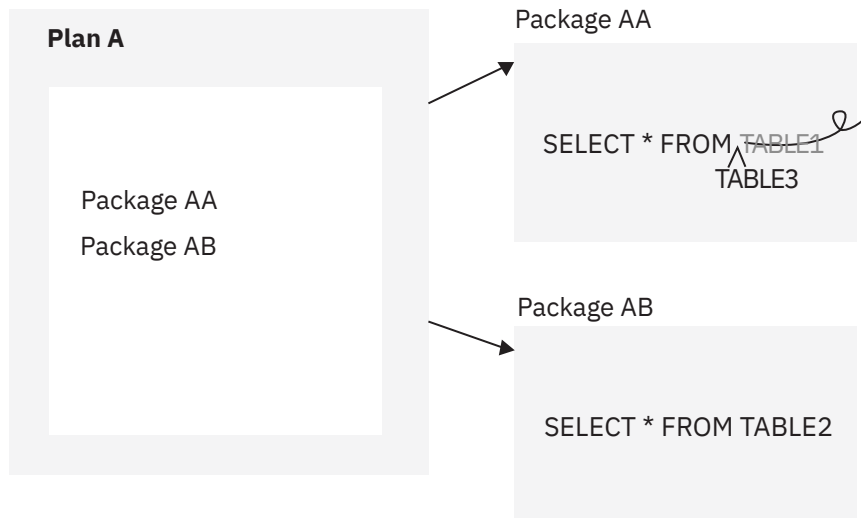 Plan A
Package AA
Package AB
Package AA
SELECT * FROM TABLE1
TABLE3
Package AB
SELECT * FROM TABLE2